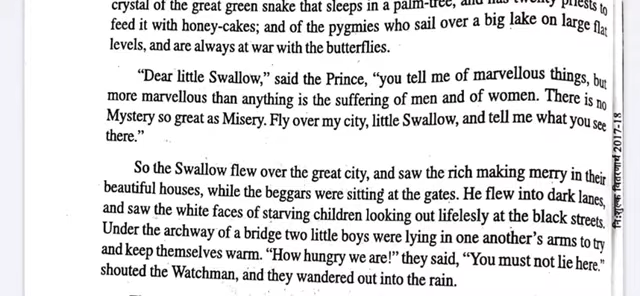 crystal of the great green snake that sleeps in a palm-tree, and has twenty priests to
feed it with honey-cakes; and of the pygmies who sail over a big lake on large flat
levels, and are always at war with the butterflies.
“Dear little Swallow,” said the Prince, “you tell me of marvellous things, but
more marvellous than anything is the suffering of men and of women. There is no
Mystery so great as Misery. Fly over my city, little Swallow, and tell me what you see
there.”
So the Swallow flew over the great city, and saw the rich making merry in their
beautiful houses, while the beggars were sitting at the gates. He flew into dark lanes,
and saw the white faces of starving children looking out lifelesly at the black streets.
Under the archway of a bridge two little boys were lying in one another’s arms to try
and keep themselves warm. “How hungry we are!” they said, “You must not lie here.”
shouted the Watchman, and they wandered out into the rain.
निःशुल्क वितरणार्थ 2017-18